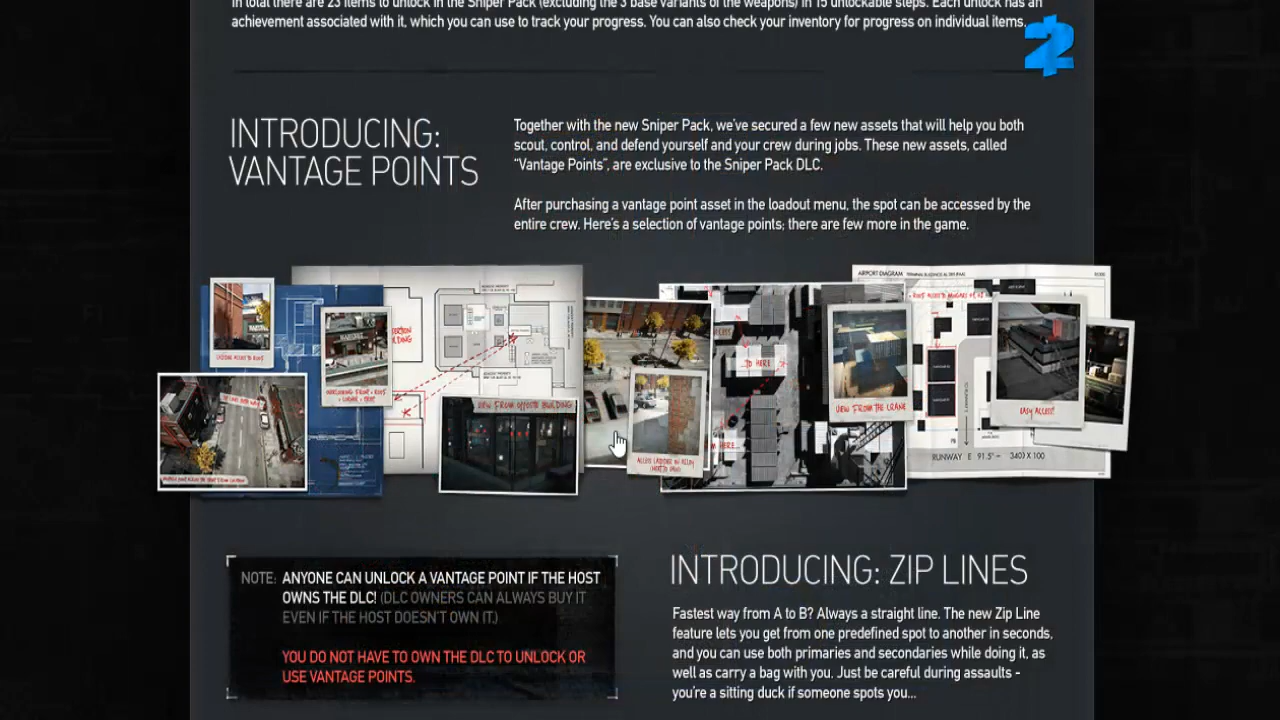 In total there are 23 items to unlock in the Sniper Pack (excluding the 3 base variants of the weapons) in 15 unlockable steps. Each unlock has an
achievement associated with it, which you can use to track your progress. You can also check your inventory for progress on individual items.
2
INTRODUCING:
VANTAGE POINTS
Together with the new Sniper Pack, we've secured a few new assets that will help you both
scout, control, and defend yourself and your crew during jobs. These new assets, called
“Vantage Points”, are exclusive to the Sniper Pack DLC.
After purchasing a vantage point asset in the loadout menu, the spot can be accessed by the
entire crew. Here's a selection of vantage points; there are few more in the game.
AIRPORT DIAGRAM
TO HERE
VIEW FROM OPPOSITE BUILDING
VIEW FROM THE CRANE
EASY ACCESS!
ACCESS LADDER IN ALLEY
RUNWAY E 91.5° - 3403 X 100
NOTE: ANYONE CAN UNLOCK A VANTAGE POINT IF THE HOST
OWNS THE DLC! (DLC OWNERS CAN ALWAYS BUY IT
EVEN IF THE HOST DOESN'T OWN IT.)
YOU DO NOT HAVE TO OWN THE DLC TO UNLOCK OR
USE VANTAGE POINTS.
INTRODUCING: ZIP LINES
Fastest way from A to B? Always a straight line. The new Zip Line
feature lets you get from one predefined spot to another in seconds,
and you can use both primaries and secondaries while doing it, as
well as carry a bag with you. Just be careful during assaults -
you're a sitting duck if someone spots you...